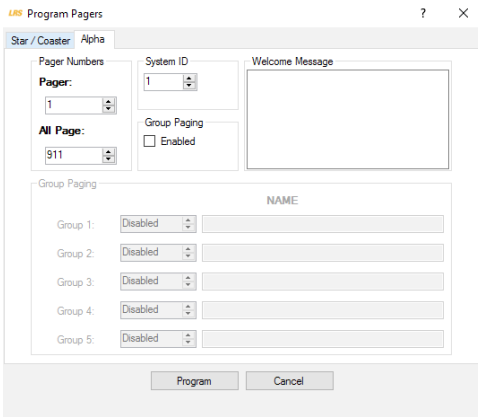 LRS Program Pagers ?
Star / Coaster Alpha
Pager Numbers System ID Welcome Message
Pager: 1
1
Group Paging
All Page: Enabled
911
Group Paging
NAME
Group 1: Disabled
Group 2: Disabled
Group 3: Disabled
Group 4: Disabled
Group 5: Disabled
Program Cancel